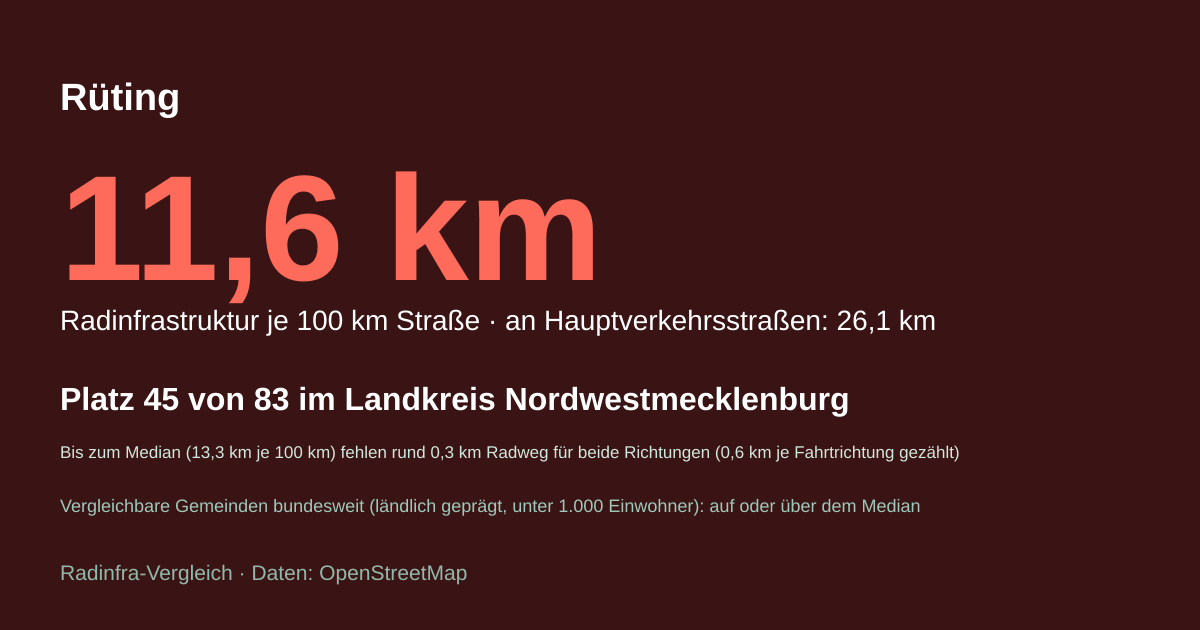 Rüting
11,6 km
Radinfrastruktur je 100 km Straße · an Hauptverkehrsstraßen: 26,1 km
Platz 45 von 83 im Landkreis Nordwestmecklenburg
Bis zum Median (13,3 km je 100 km) fehlen rund 0,3 km Radweg für beide Richtungen (0,6 km je Fahrtrichtung gezählt)
Vergleichbare Gemeinden bundesweit (ländlich geprägt, unter 1.000 Einwohner): auf oder über dem Median
Radinfra-Vergleich · Daten: OpenStreetMap